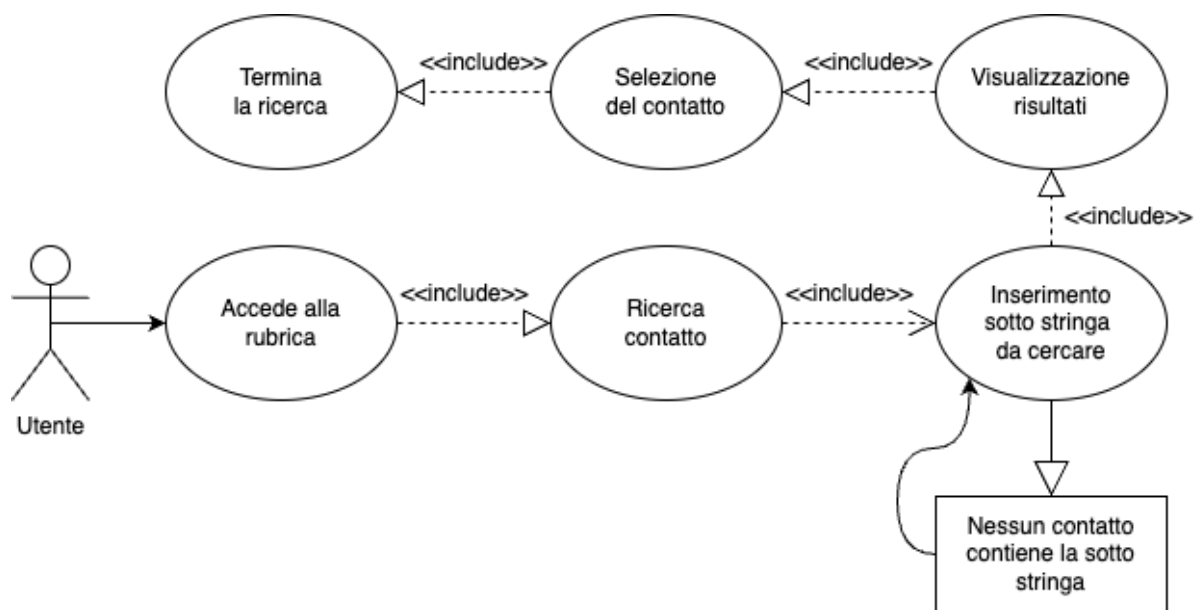 Termina
la ricerca
<<include>>
Selezione
del contatto
<<include>>
Visualizzazione
risultati
<<include>>
Utente
Accede alla
rubrica
<<include>>
Ricerca
contatto
<<include>>
Inserimento
sotto stringa
da cercare
Nessun contatto
contiene la sotto
stringa